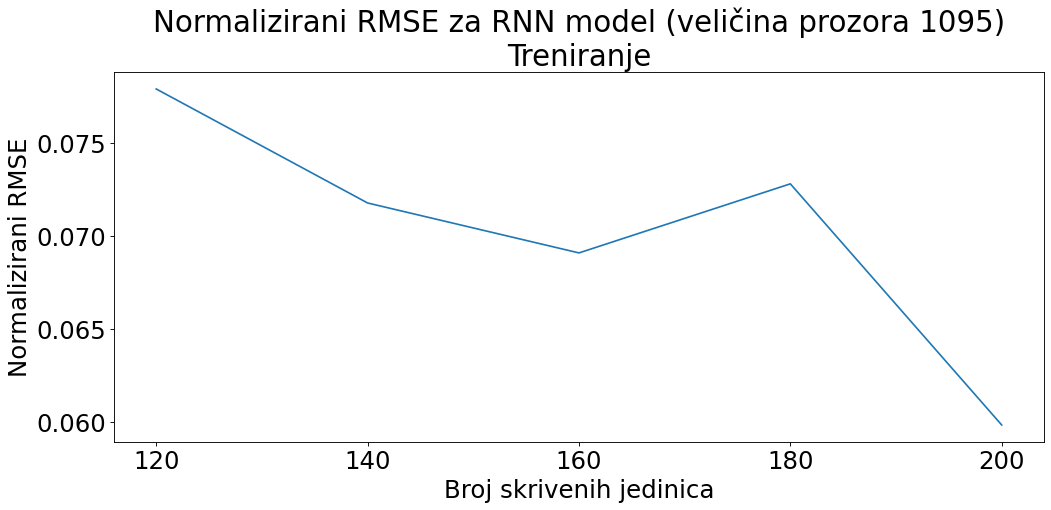 Normalizirani RMSE za RNN model (veličina prozora 1095)
Treniranje
Normalizirani RMSE
0.075
0.070
0.065
0.060
120 140 160 180 200
Broj skrivenih jedinica